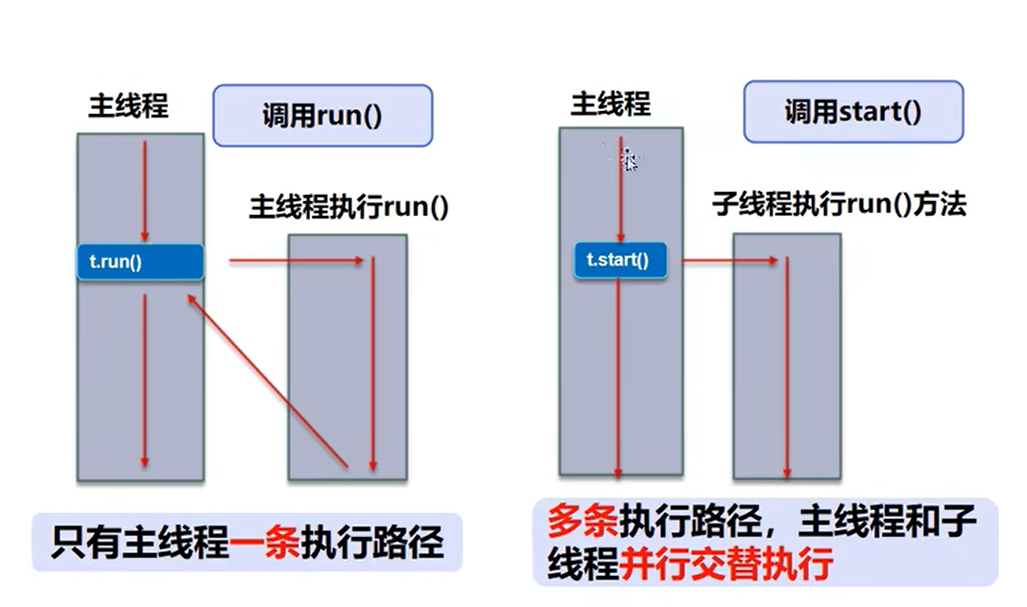 主线程
调用run()
主线程执行run()
t.run()
只有主线程一条执行路径
主线程
调用start()
子线程执行run()方法
t.start()
多条执行路径，主线程和子
线程并行交替执行